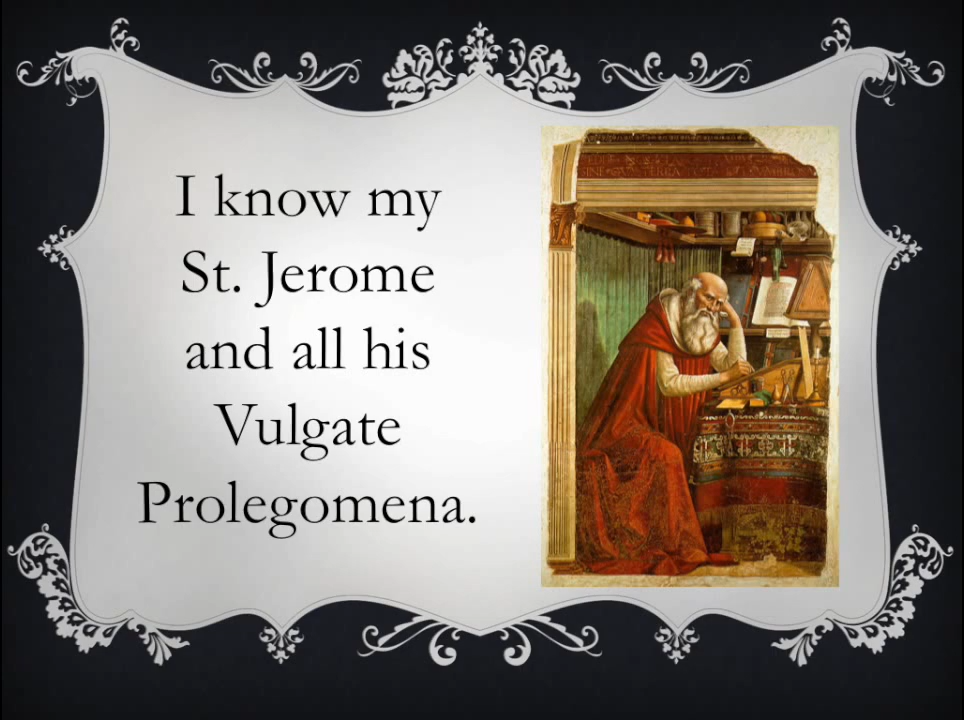 I know my
St. Jerome
and all his
Vulgate
Prolegomena.